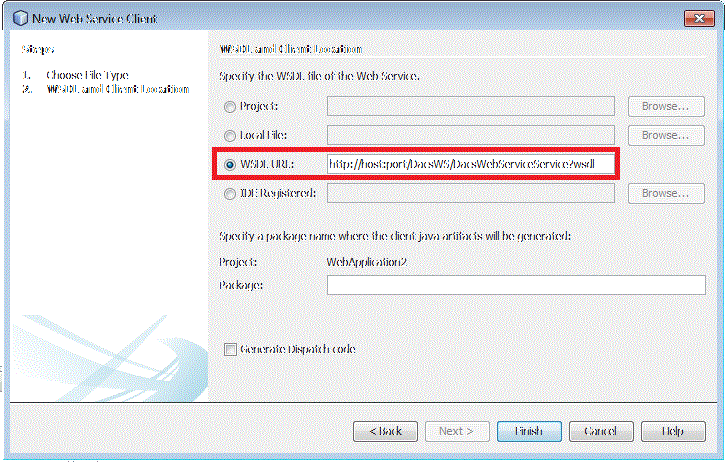 New Web Service Client
Steps
1. Choose File Type
2. WSDL and Client Location
WSDL and Client Location
Specify the WSDL file of the Web Service.
Project: Browse...
Local File: Browse...
WSDL URL: http://host:port/DacsWS/DacsWebServiceService?wsdl
IDE Registered: Browse...
Specify a package name where the client java artifacts will be generated:
Project: WebApplication2
Package:
Generate Dispatch code
< Back Next > Finish Cancel Help